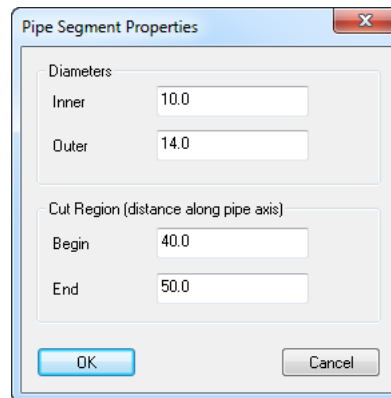 Pipe Segment Properties
Diameters
Inner 10.0
Outer 14.0
Cut Region (distance along pipe axis)
Begin 40.0
End 50.0
OK Cancel